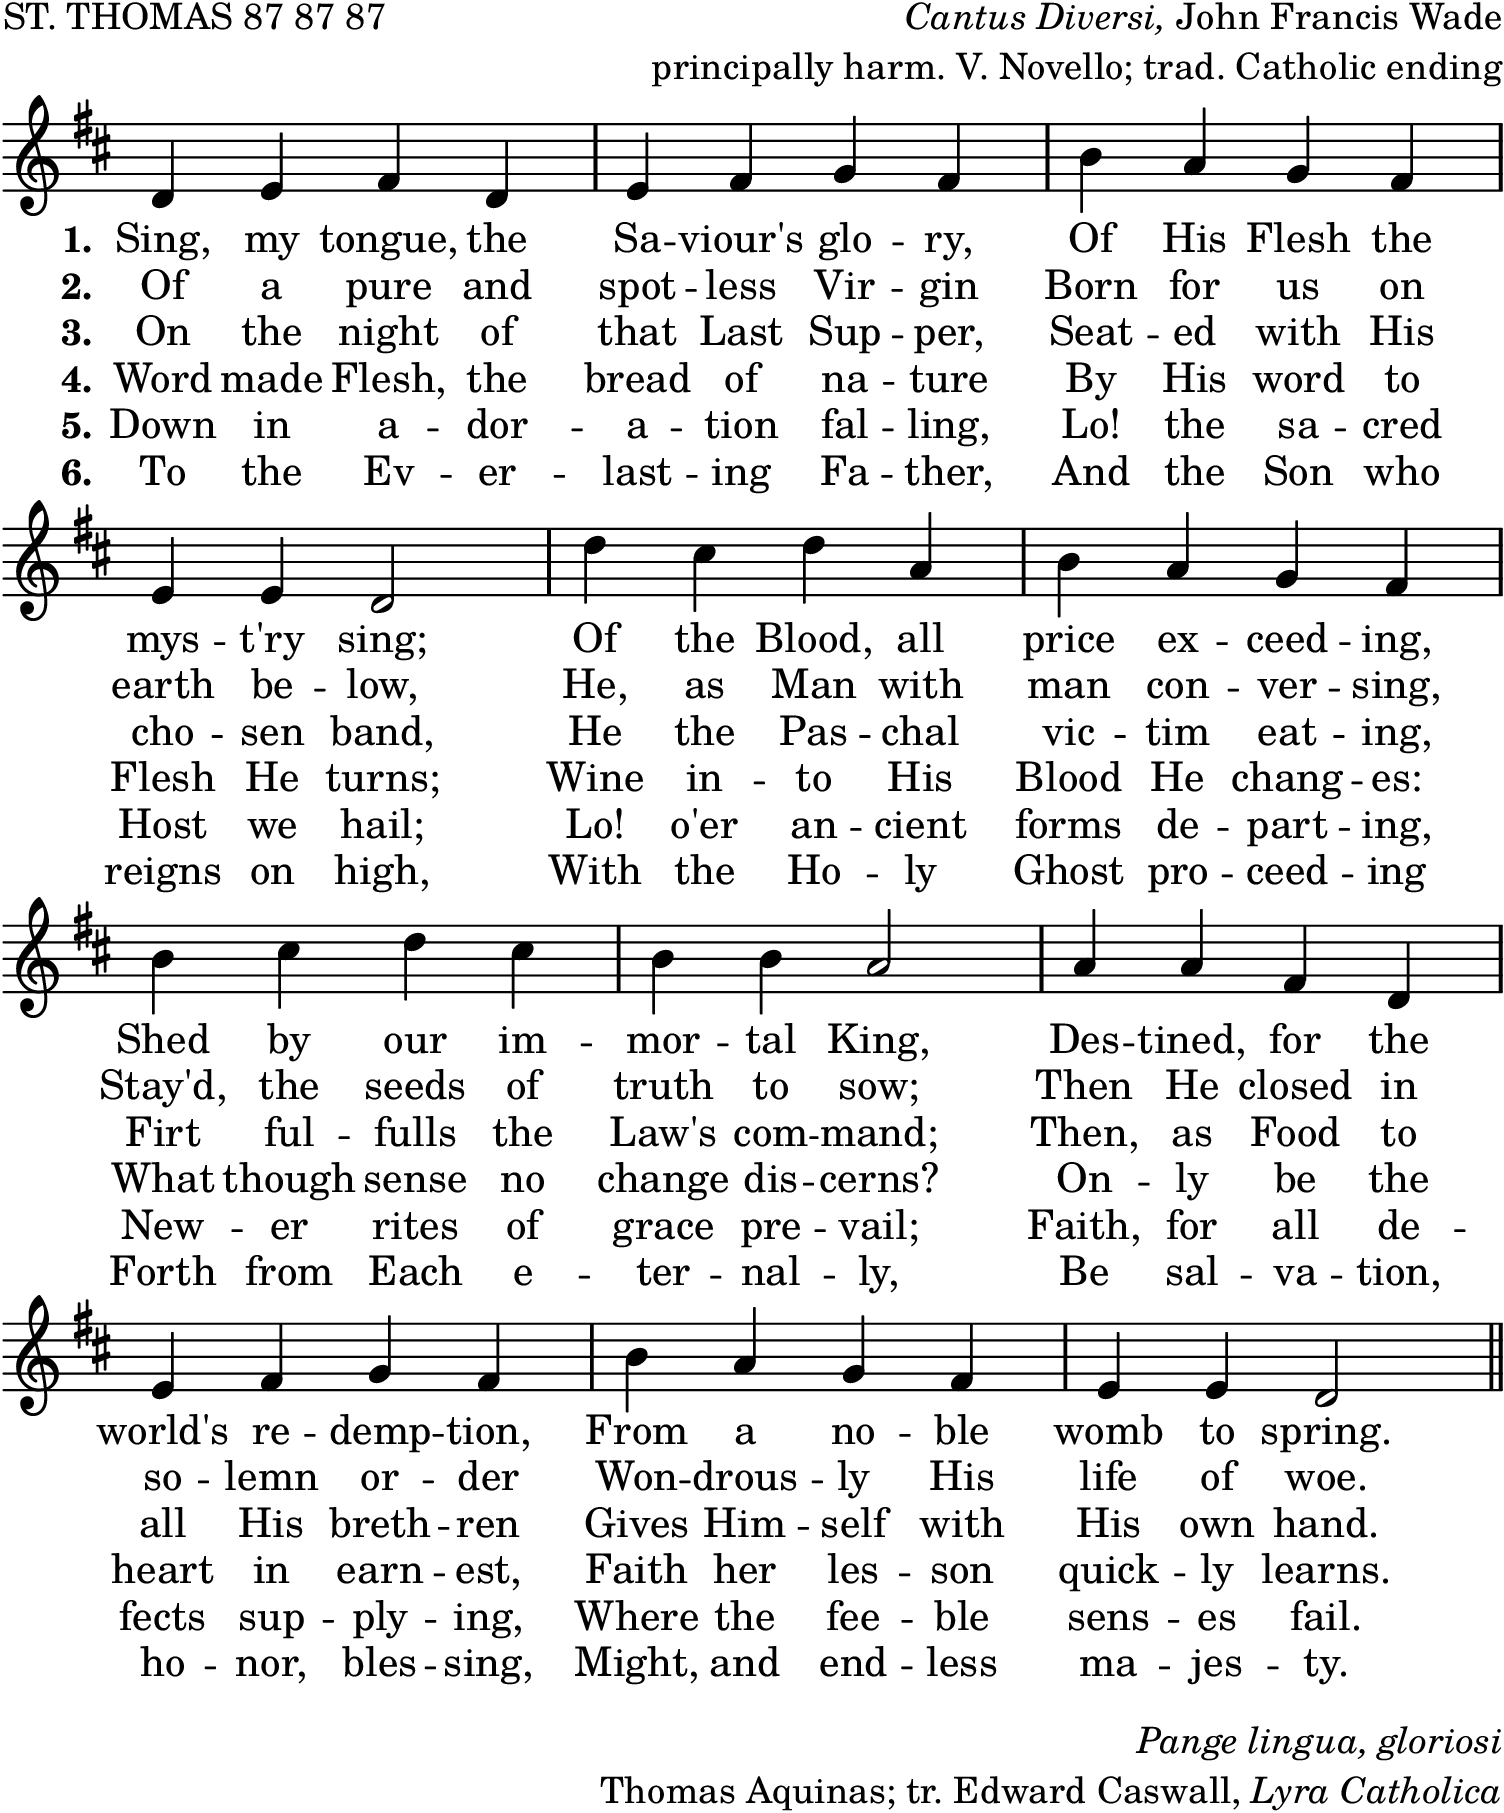 ST. THOMAS 87 87 87
Cantus Diversi, John Francis Wade
principally harm. V. Novello; trad. Catholic ending
1. Sing, my tongue, the Sa -- viour's glo - ry, Of His Flesh the
2. Of a pure and spot - less Vir - gin Born for us on
3. On the night of that Last Sup - per, Seat - ed with His
4. Word made Flesh, the bread of na - ture By His word to
5. Down in a - dor - a - tion fal - ling, Lo! the sa - cred
6. To the Ev - er - last - ing Fa - ther, And the Son who
mys - t'ry sing; Of the Blood, all price ex - ceed - ing,
earth be - low, He, as Man with man con - ver - sing,
cho - sen band, He the Pas - chal vic - tim eat - ing,
Flesh He turns; Wine in - to His Blood He chang - es:
Host we hail; Lo! o'er an - cient forms de - part - ing,
reigns on high, With the Ho - ly Ghost pro - ceed - ing
Shed by our im - mor - tal King, Des - tined, for the
Stay'd, the seeds of truth to sow; Then He closed in
Firt ful - fulls the Law's com - mand; Then, as Food to
What though sense no change dis - cerns? On - ly be the
New - er rites of grace pre - vail; Faith, for all de -
Forth from Each e - ter - nal - ly, Be sal - va - tion,
world's re - demp - tion, From a no - ble womb to spring.
so - lemn or - der Won - drous - ly His life of woe.
all His breth - ren Gives Him - self with His own hand.
heart in earn - est, Faith her les - son quick - ly learns.
fects sup - ply - ing, Where the fee - ble sens - es fail.
ho - nor, bles - sing, Might, and end - less ma - jes - ty.
Pange lingua, gloriosi
Thomas Aquinas; tr. Edward Caswall, Lyra Catholica